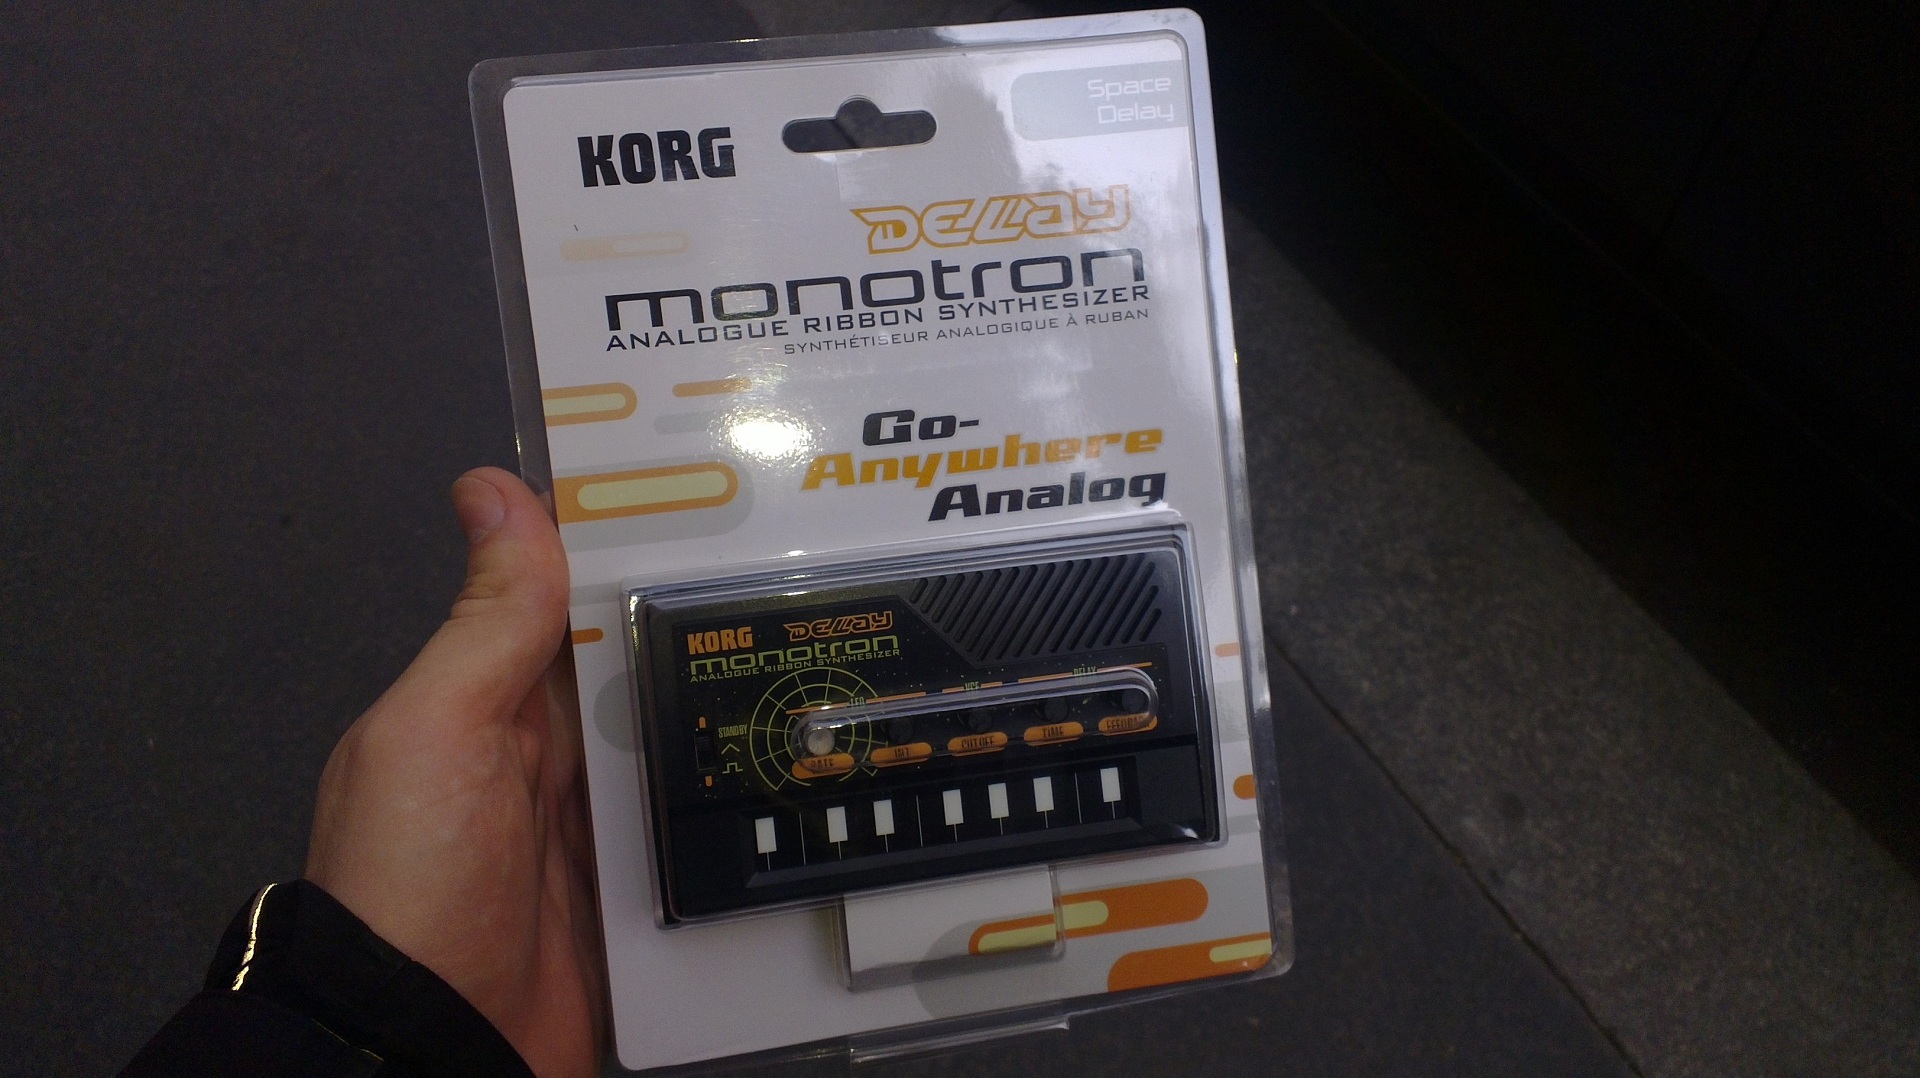 Space
Delay
KORG
DELAY
monotron
ANALOGUE RIBBON SYNTHESIZER
SYNTHÉTISEUR ANALOGIQUE À RUBAN
Go-
Anywhere
Analog
KORG
DELAY
monotron
ANALOGUE RIBBON SYNTHESIZER
LFO
VCF
DELAY
STANDBY
RATE
INT
CUTOFF
TIME
FEEDBACK